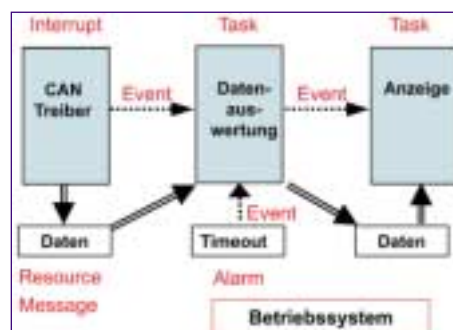 Interrupt
Task
Task
CAN
Treiber
Event
Daten-
aus-
wertung
Event
Anzeige
Event
Daten
Timeout
Daten
Resource
Message
Alarm
Betriebssystem